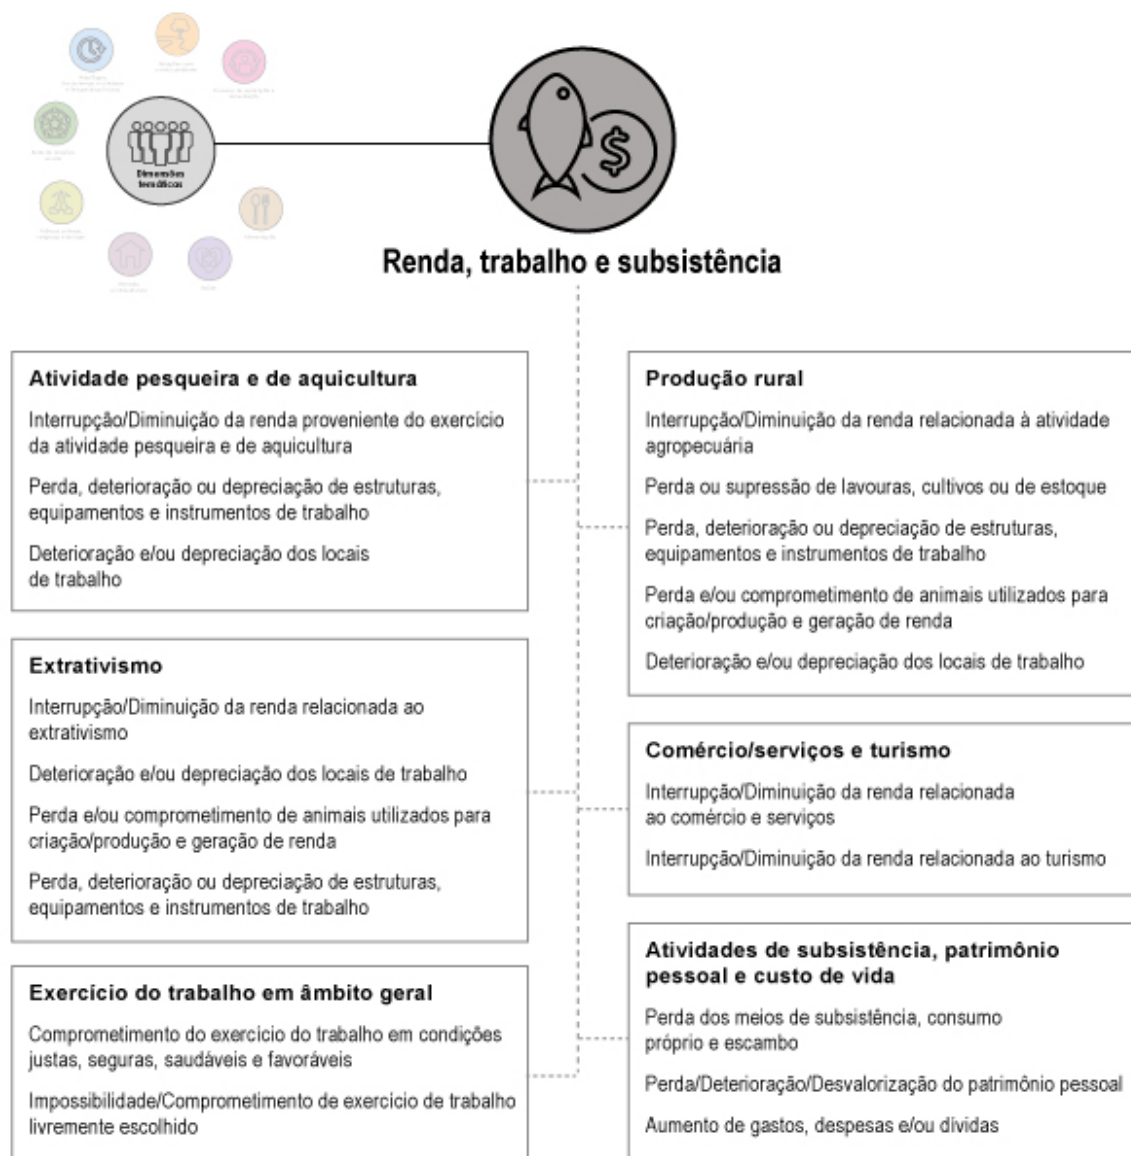 Dimensões
temáticas
$
Renda, trabalho e subsistência
Atividade pesqueira e de aquicultura
Interrupção/Diminuição da renda proveniente do exercício
da atividade pesqueira e de aquicultura
Perda, deterioração ou depreciação de estruturas,
equipamentos e instrumentos de trabalho
Deterioração e/ou depreciação dos locais
de trabalho
Extrativismo
Interrupção/Diminuição da renda relacionada ao
extrativismo
Deterioração e/ou depreciação dos locais de trabalho
Perda e/ou comprometimento de animais utilizados para
criação/produção e geração de renda
Perda, deterioração ou depreciação de estruturas,
equipamentos e instrumentos de trabalho
Exercício do trabalho em âmbito geral
Comprometimento do exercício do trabalho em condições
justas, seguras, saudáveis e favoráveis
Impossibilidade/Comprometimento de exercício de trabalho
livremente escolhido
Produção rural
Interrupção/Diminuição da renda relacionada à atividade
agropecuária
Perda ou supressão de lavouras, cultivos ou de estoque
Perda, deterioração ou depreciação de estruturas,
equipamentos e instrumentos de trabalho
Perda e/ou comprometimento de animais utilizados para
criação/produção e geração de renda
Deterioração e/ou depreciação dos locais de trabalho
Comércio/serviços e turismo
Interrupção/Diminuição da renda relacionada
ao comércio e serviços
Interrupção/Diminuição da renda relacionada ao turismo
Atividades de subsistência, patrimônio
pessoal e custo de vida
Perda dos meios de subsistência, consumo
próprio e escambo
Perda/Deterioração/Desvalorização do patrimônio pessoal
Aumento de gastos, despesas e/ou dívidas